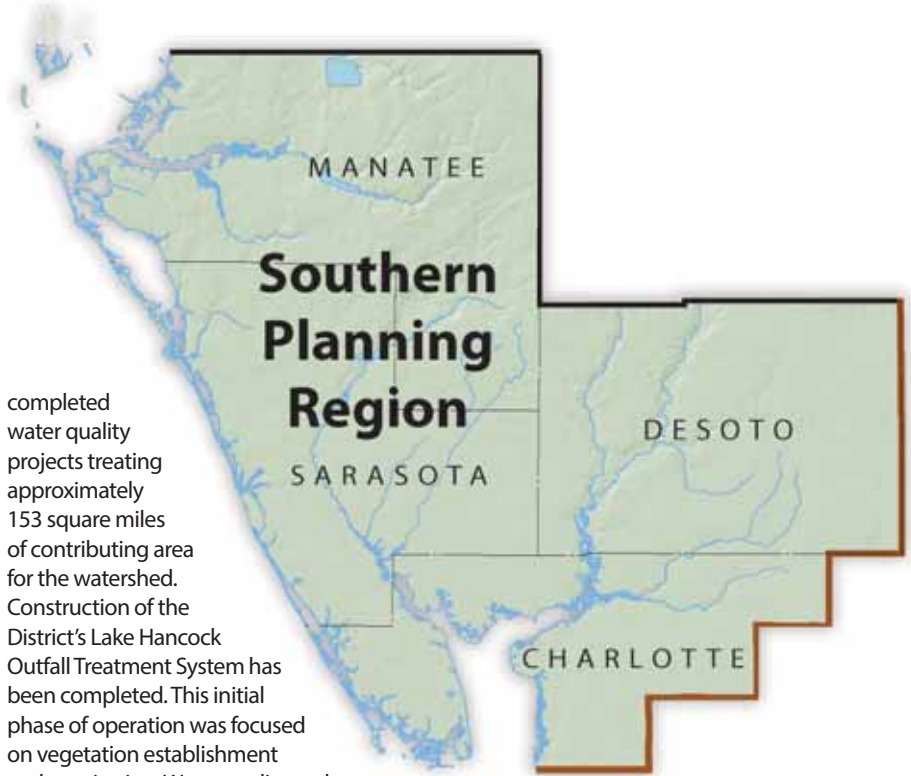 MANATEE
Southern
Planning
Region
SARASOTA
DESOTO
CHARLOTTE
completed
water quality
projects treating
approximately
153 square miles
of contributing area
for the watershed.
Construction of the
District's Lake Hancock
Outfall Treatment System has
been completed. This initial
phase of operation was focused
on vegetation establishment